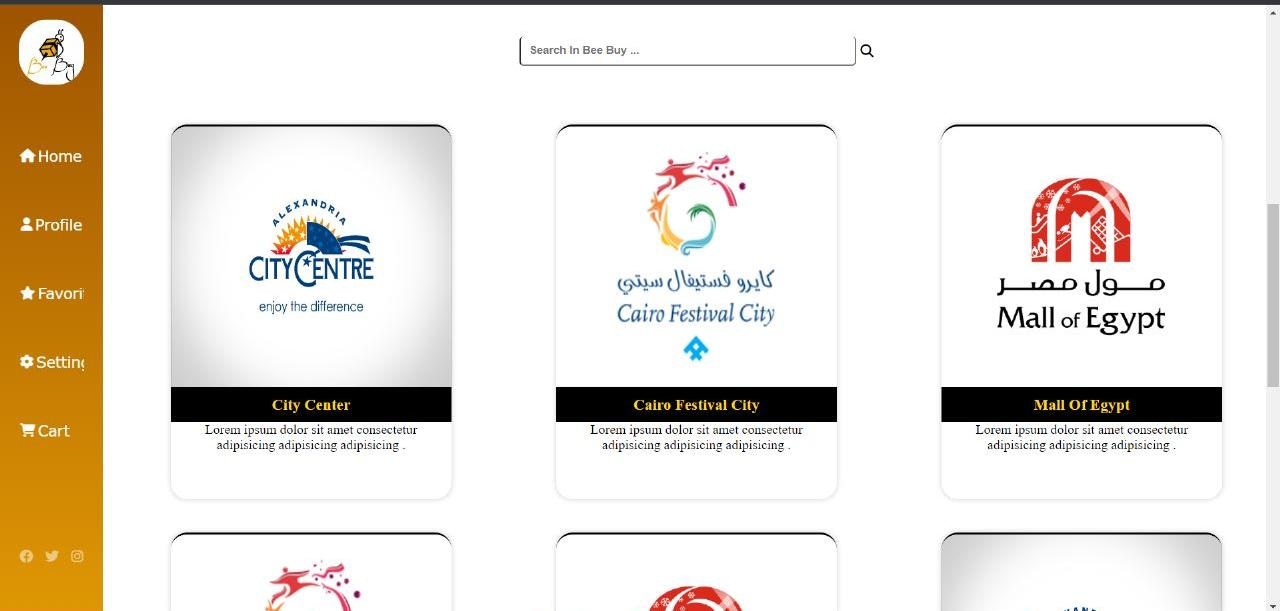 Bee Buy
Search In Bee Buy ...
Home
Profile
Favorit
Setting
Cart
ALEXANDRIA
CITY CENTRE
enjoy the difference
City Center
Lorem ipsum dolor sit amet consectetur
adipisicing adipisicing adipisicing .
كايرو فستيفال سيتي
Cairo Festival City
Cairo Festival City
Lorem ipsum dolor sit amet consectetur
adipisicing adipisicing adipisicing .
مول مصر
Mall of Egypt
Mall Of Egypt
Lorem ipsum dolor sit amet consectetur
adipisicing adipisicing adipisicing .